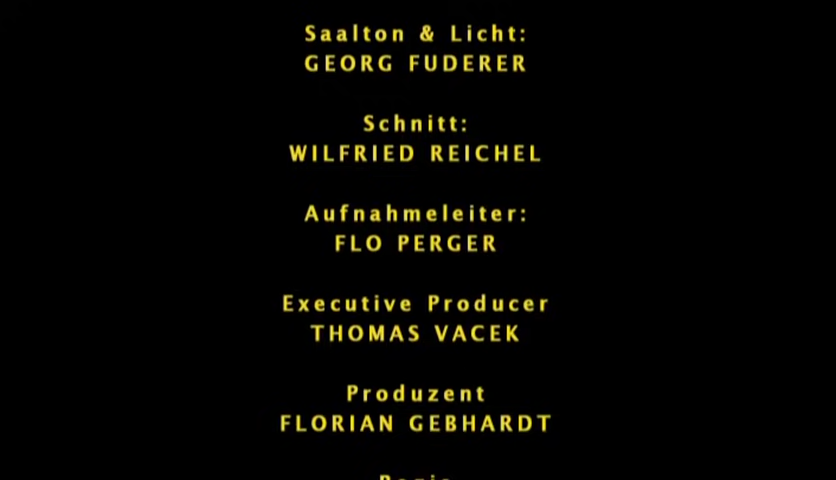 Saalton & Licht:
GEORG FUDERER
Schnitt:
WILFRIED REICHEL
Aufnahmeleiter:
FLO PERGER
Executive Producer
THOMAS VACEK
Produzent
FLORIAN GEBHARDT